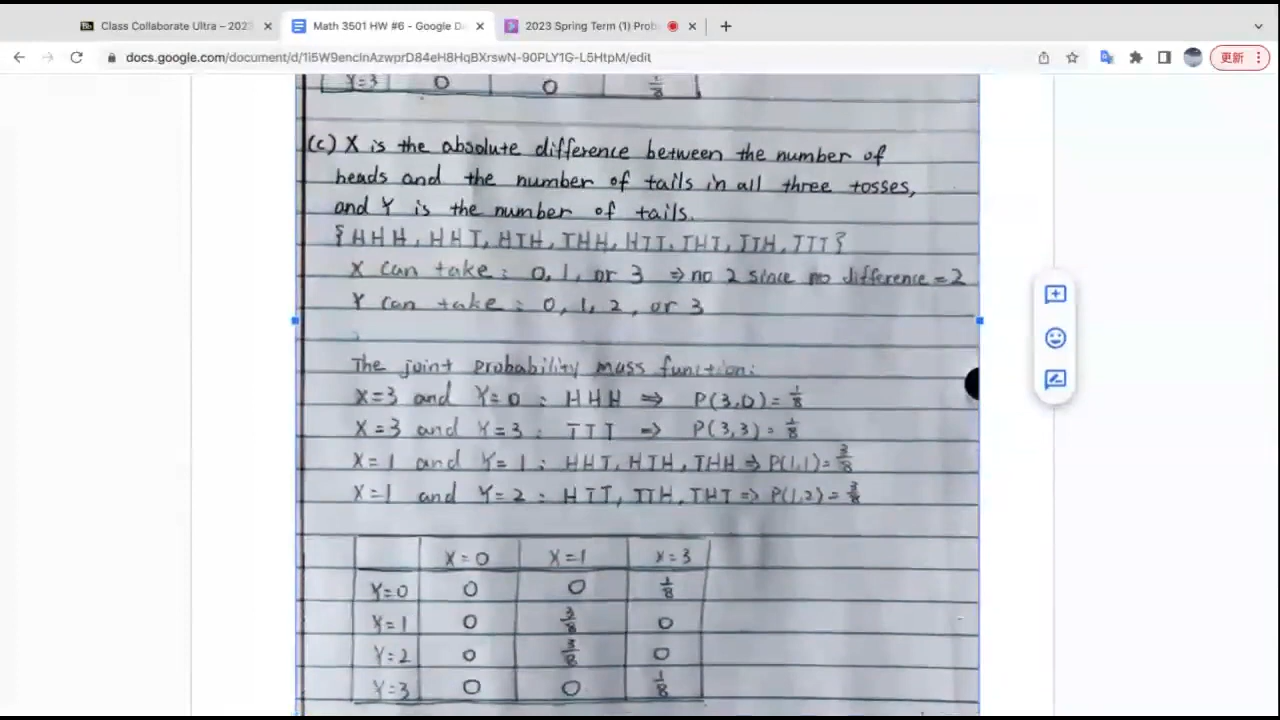 Class Collaborate Ultra – 2023
Math 3501 HW #6 - Google D
2023 Spring Term (1) Prob
docs.google.com/document/d/1i5W9encInAzwprD84eH8HqBXrswN-90PLY1G-L5HtpM/edit
更新
Y=3 0 0 1/8
(c) X is the absolute difference between the number of
heads and the number of tails in all three tosses,
and Y is the number of tails.
{HHH, HHT, HTH, THH, HTT, THT, TTH, TTT}
X can take: 0, 1, or 3 ⇒ no 2 since no difference = 2
Y can take: 0, 1, 2, or 3
The joint probability mass function:
X=3 and Y=0: HHH ⇒ P(3,0)= 1/8
X=3 and Y=3: TTT ⇒ P(3,3)= 1/8
X=1 and Y=1: HHT, HTH, THH ⇒ P(1,1)= 3/8
X=1 and Y=2: HTT, TTH, THT ⇒ P(1,2)= 3/8
X=0 X=1 X=3
Y=0 0 0 1/8
Y=1 0 3/8 0
Y=2 0 3/8 0
Y=3 0 0 1/8